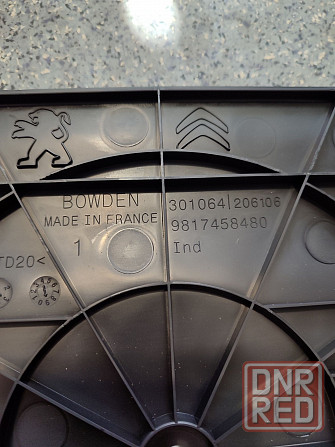 BOWDEN 301064 206106
MADE IN FRANCE 9817458480
1 Ind
TD20<
DNR
RED